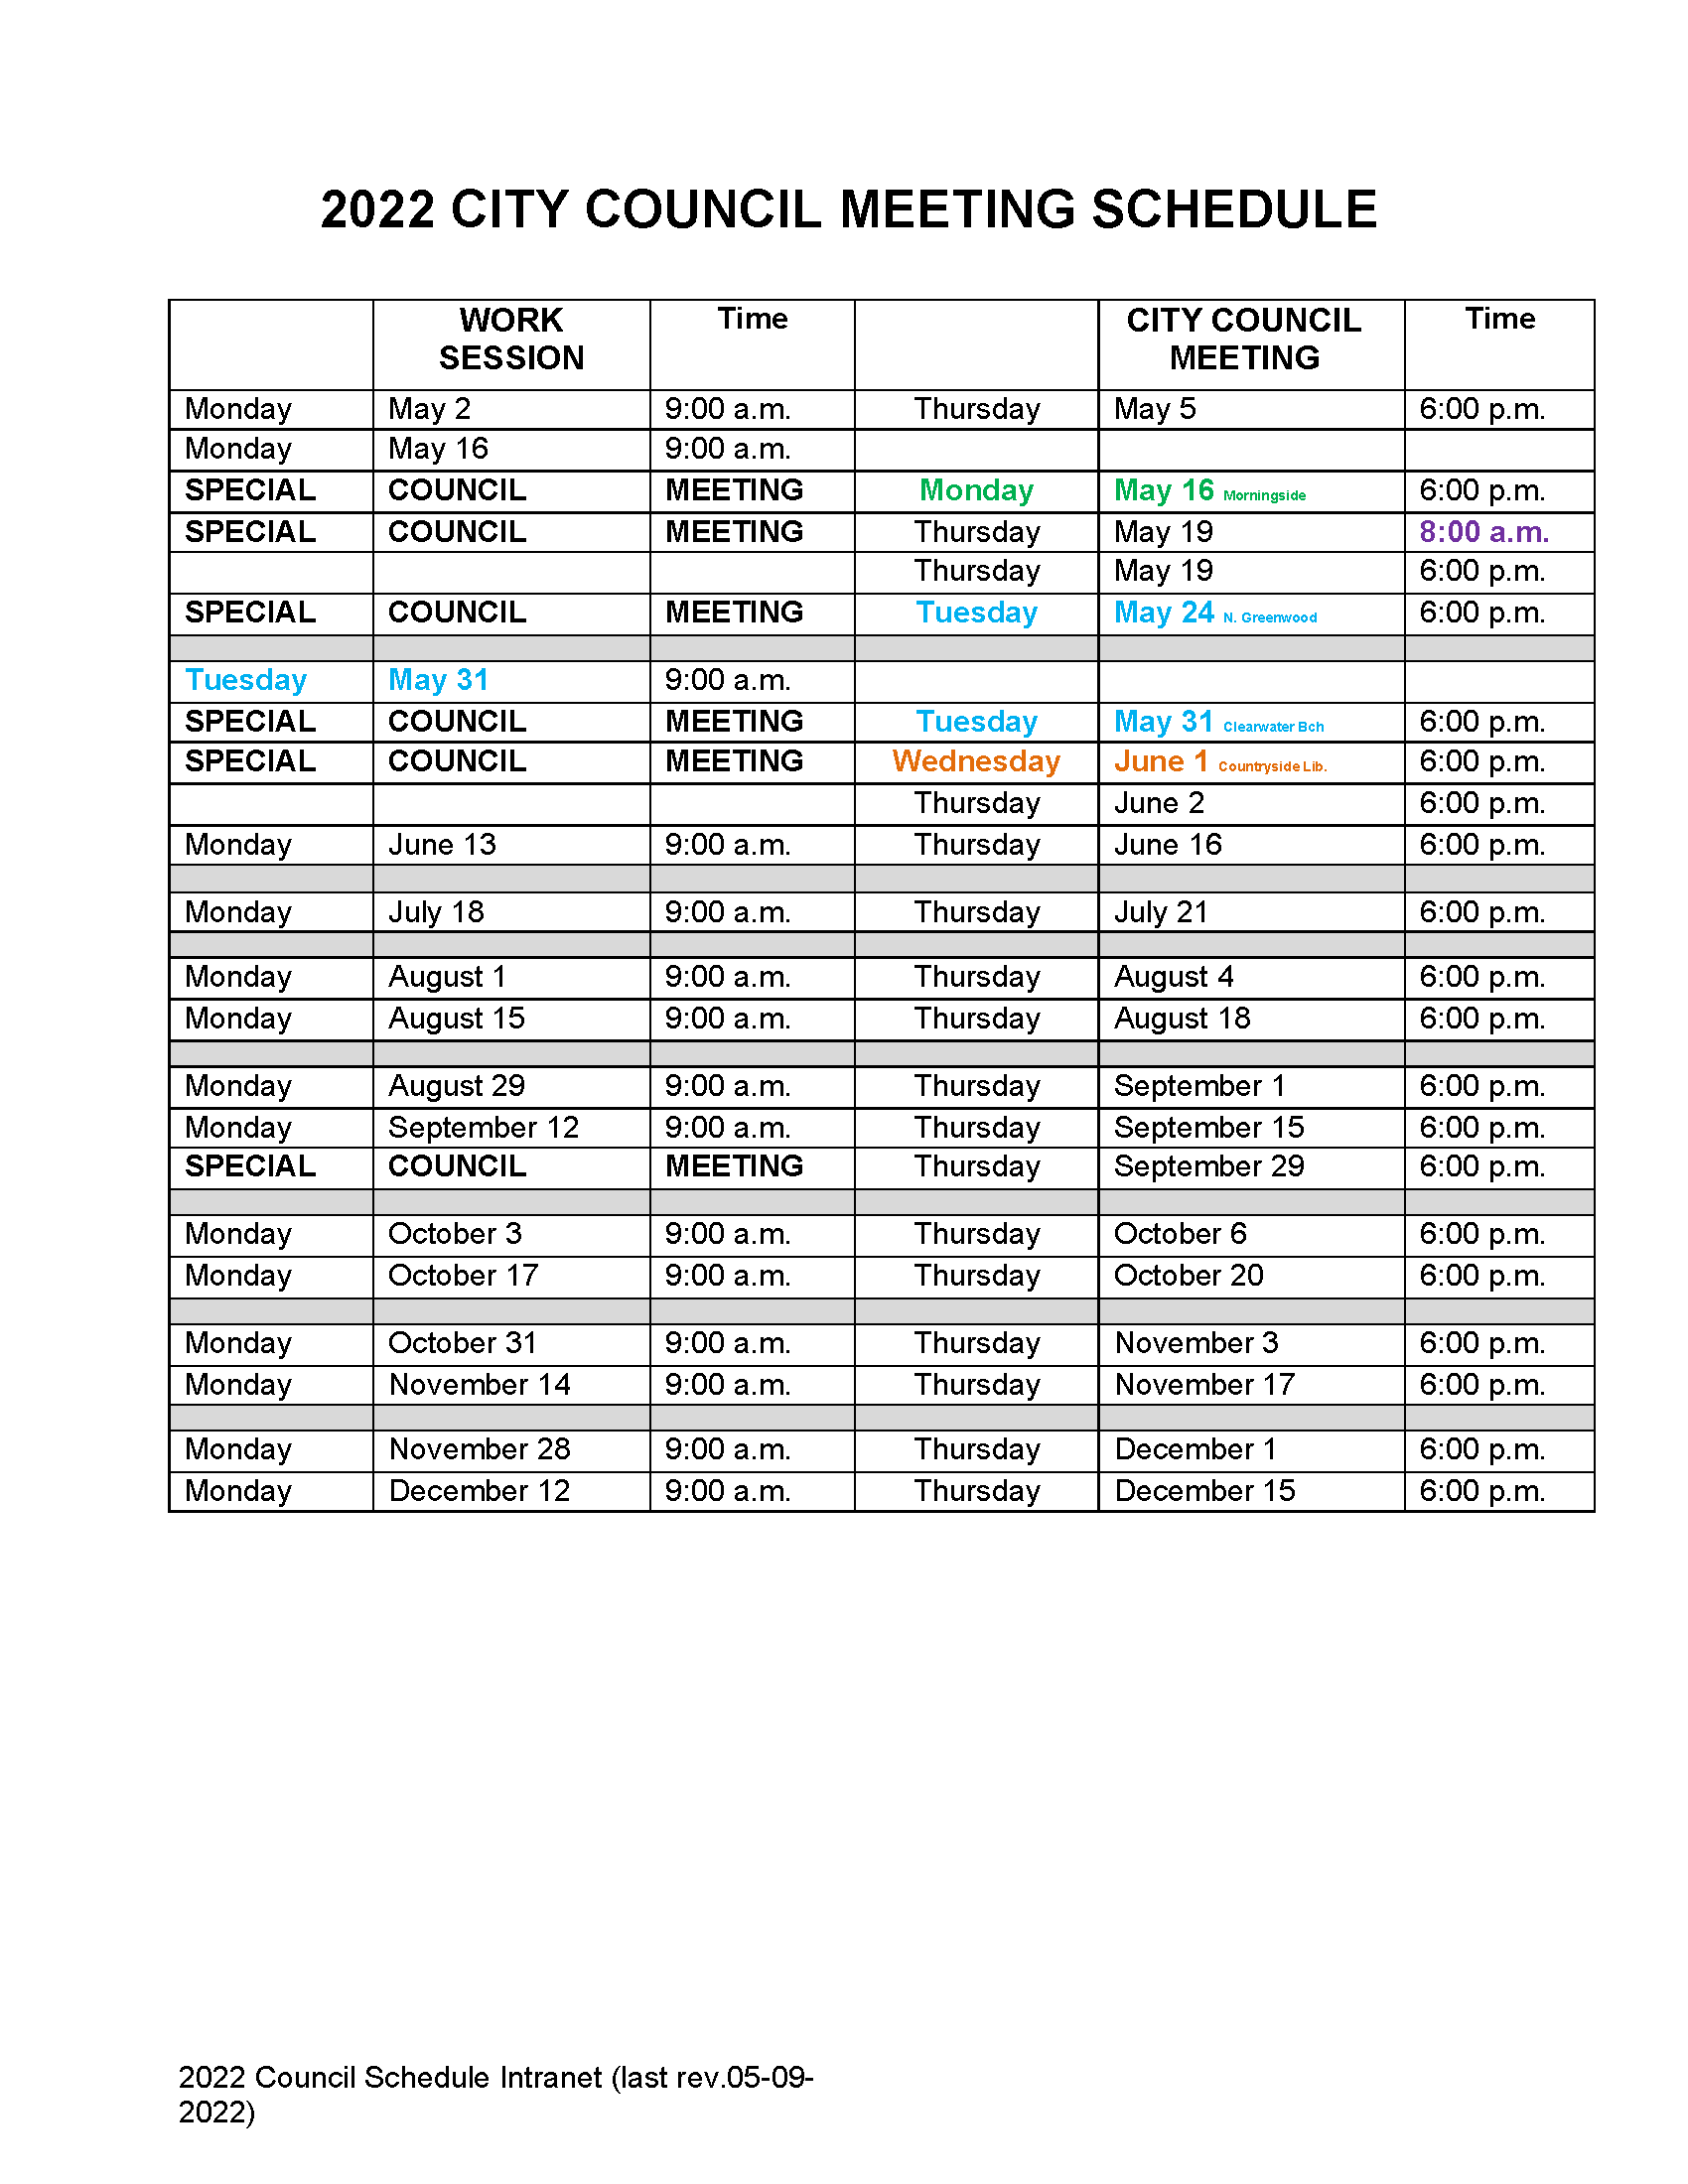 2022 CITY COUNCIL MEETING SCHEDULE
WORK SESSION Time CITY COUNCIL MEETING Time
Monday May 2 9:00 a.m. Thursday May 5 6:00 p.m.
Monday May 16 9:00 a.m.
SPECIAL COUNCIL MEETING Monday May 16 Morningside 6:00 p.m.
SPECIAL COUNCIL MEETING Thursday May 19 8:00 a.m.
Thursday May 19 6:00 p.m.
SPECIAL COUNCIL MEETING Tuesday May 24 N. Greenwood 6:00 p.m.
Tuesday May 31 9:00 a.m.
SPECIAL COUNCIL MEETING Tuesday May 31 Clearwater Bch 6:00 p.m.
SPECIAL COUNCIL MEETING Wednesday June 1 Countryside Lib. 6:00 p.m.
Thursday June 2 6:00 p.m.
Monday June 13 9:00 a.m. Thursday June 16 6:00 p.m.
Monday July 18 9:00 a.m. Thursday July 21 6:00 p.m.
Monday August 1 9:00 a.m. Thursday August 4 6:00 p.m.
Monday August 15 9:00 a.m. Thursday August 18 6:00 p.m.
Monday August 29 9:00 a.m. Thursday September 1 6:00 p.m.
Monday September 12 9:00 a.m. Thursday September 15 6:00 p.m.
SPECIAL COUNCIL MEETING Thursday September 29 6:00 p.m.
Monday October 3 9:00 a.m. Thursday October 6 6:00 p.m.
Monday October 17 9:00 a.m. Thursday October 20 6:00 p.m.
Monday October 31 9:00 a.m. Thursday November 3 6:00 p.m.
Monday November 14 9:00 a.m. Thursday November 17 6:00 p.m.
Monday November 28 9:00 a.m. Thursday December 1 6:00 p.m.
Monday December 12 9:00 a.m. Thursday December 15 6:00 p.m.
2022 Council Schedule Intranet (last rev.05-09-
2022)